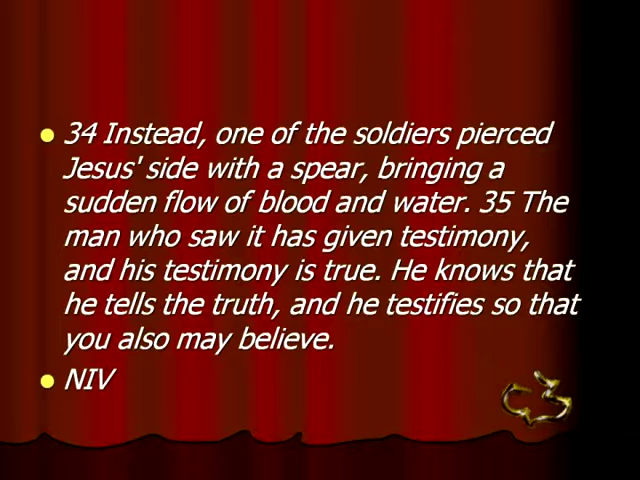 34 Instead, one of the soldiers pierced
Jesus' side with a spear, bringing a
sudden flow of blood and water. 35 The
man who saw it has given testimony,
and his testimony is true. He knows that
he tells the truth, and he testifies so that
you also may believe.
NIV